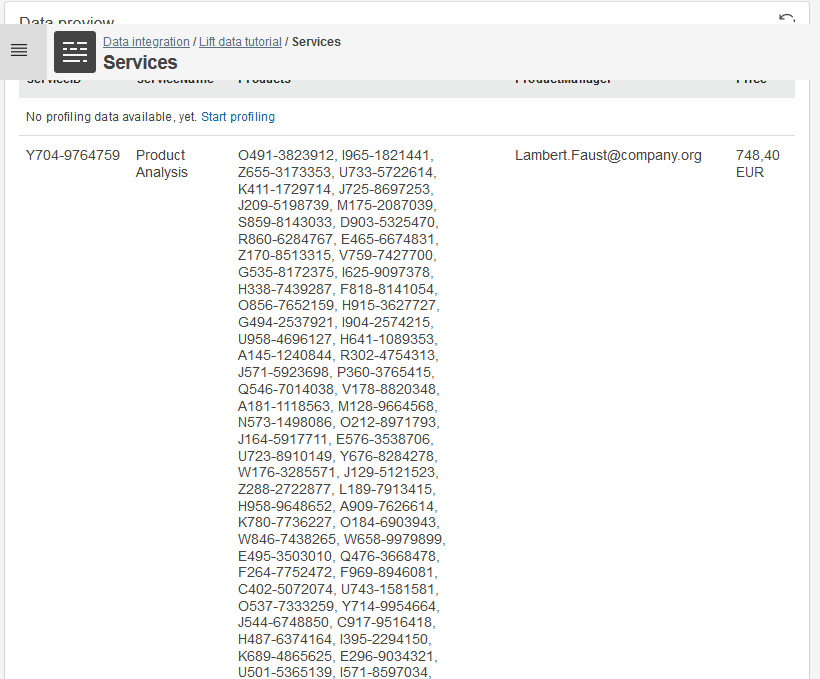 Data preview
Data integration / Lift data tutorial / Services
Services
ServiceID ServiceName Products ProductManager Price
No profiling data available, yet. Start profiling
Y704-9764759 Product O491-3823912, I965-1821441, Lambert.Faust@company.org 748,40
Analysis Z655-3173353, U733-5722614, EUR
K411-1729714, J725-8697253,
J209-5198739, M175-2087039,
S859-8143033, D903-5325470,
R860-6284767, E465-6674831,
Z170-8513315, V759-7427700,
G535-8172375, I625-9097378,
H338-7439287, F818-8141054,
O856-7652159, H915-3627727,
G494-2537921, I904-2574215,
U958-4696127, H641-1089353,
A145-1240844, R302-4754313,
J571-5923698, P360-3765415,
Q546-7014038, V178-8820348,
A181-1118563, M128-9664568,
N573-1498086, O212-8971793,
J164-5917711, E576-3538706,
U723-8910149, Y676-8284278,
W176-3285571, J129-5121523,
Z288-2722877, L189-7913415,
H958-9648652, A909-7626614,
K780-7736227, O184-6903943,
W846-7438265, W658-9979899,
E495-3503010, Q476-3668478,
F264-7752472, F969-8946081,
C402-5072074, U743-1581581,
O537-7333259, Y714-9954664,
J544-6748850, C917-9516418,
H487-6374164, I395-2294150,
K689-4865625, E296-9034321,
U501-5365139, I571-8597034,